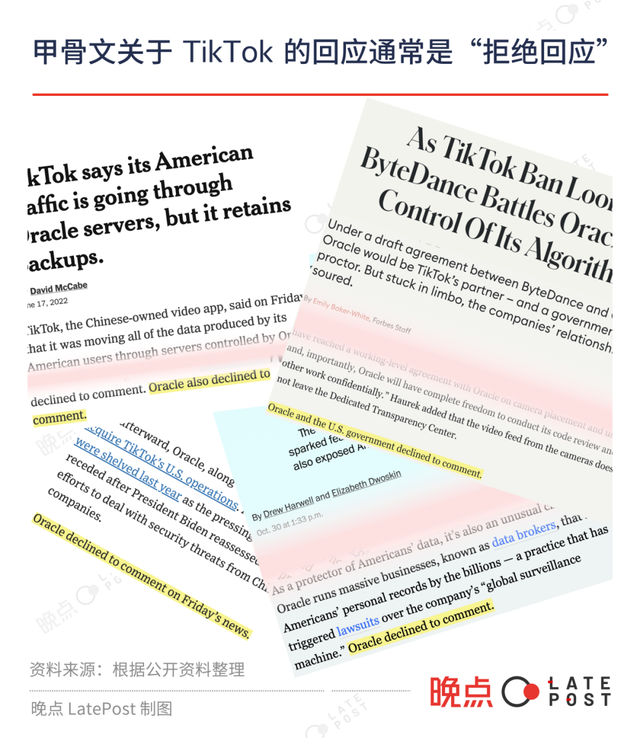 甲骨文关于 TikTok 的回应通常是“拒绝回应”
kTok says its American
affic is going through
racle servers, but it retains
ackups.
David McCabe
ne 17, 2022
TikTok, the Chinese-owned video app, said on Frida
hat it was moving all of the data produced by its
American users through servers controlled by Or
declined to comment. Oracle also declined to
comment.
As TikTok Ban Loo
ByteDance Battles Orac
Control Of Its Algorith
Under a draft agreement between ByteDance and
Oracle would be TikTok’s partner – and a governmen
proctor. But stuck in limbo, the companies’ relationsh
soured.
By Emily Baker-White, Forbes Staff
have reached a working-level agreement with Oracle on camera placement and
and, importantly, Oracle will have complete freedom to conduct its code review an
other work confidentially.” Haurek added that the video feed from the cameras does
not leave the Dedicated Transparency Center.
Oracle and the U.S. government declined to comment.
afterward, Oracle, along
cquire TikTok’s U.S. operations.
were shelved last year as the pressing
receded after President Biden reassessed
efforts to deal with security threats from Ch
companies.
Oracle declined to comment on Friday’s news.
The
sparked fe
also exposed A
By Drew Harwell and Elizabeth Dwoskin
Oct. 30 at 1:33 p.m.
As a protector of Americans’ data, it’s also an unusual c
Oracle runs massive businesses, known as data brokers, tha
Americans’ personal records by the billions — a practice that has
triggered lawsuits over the company’s “global surveillance
machine.” Oracle declined to comment.
资料来源：根据公开资料整理
晚点 LatePost 制图
晚点 LATE
POST